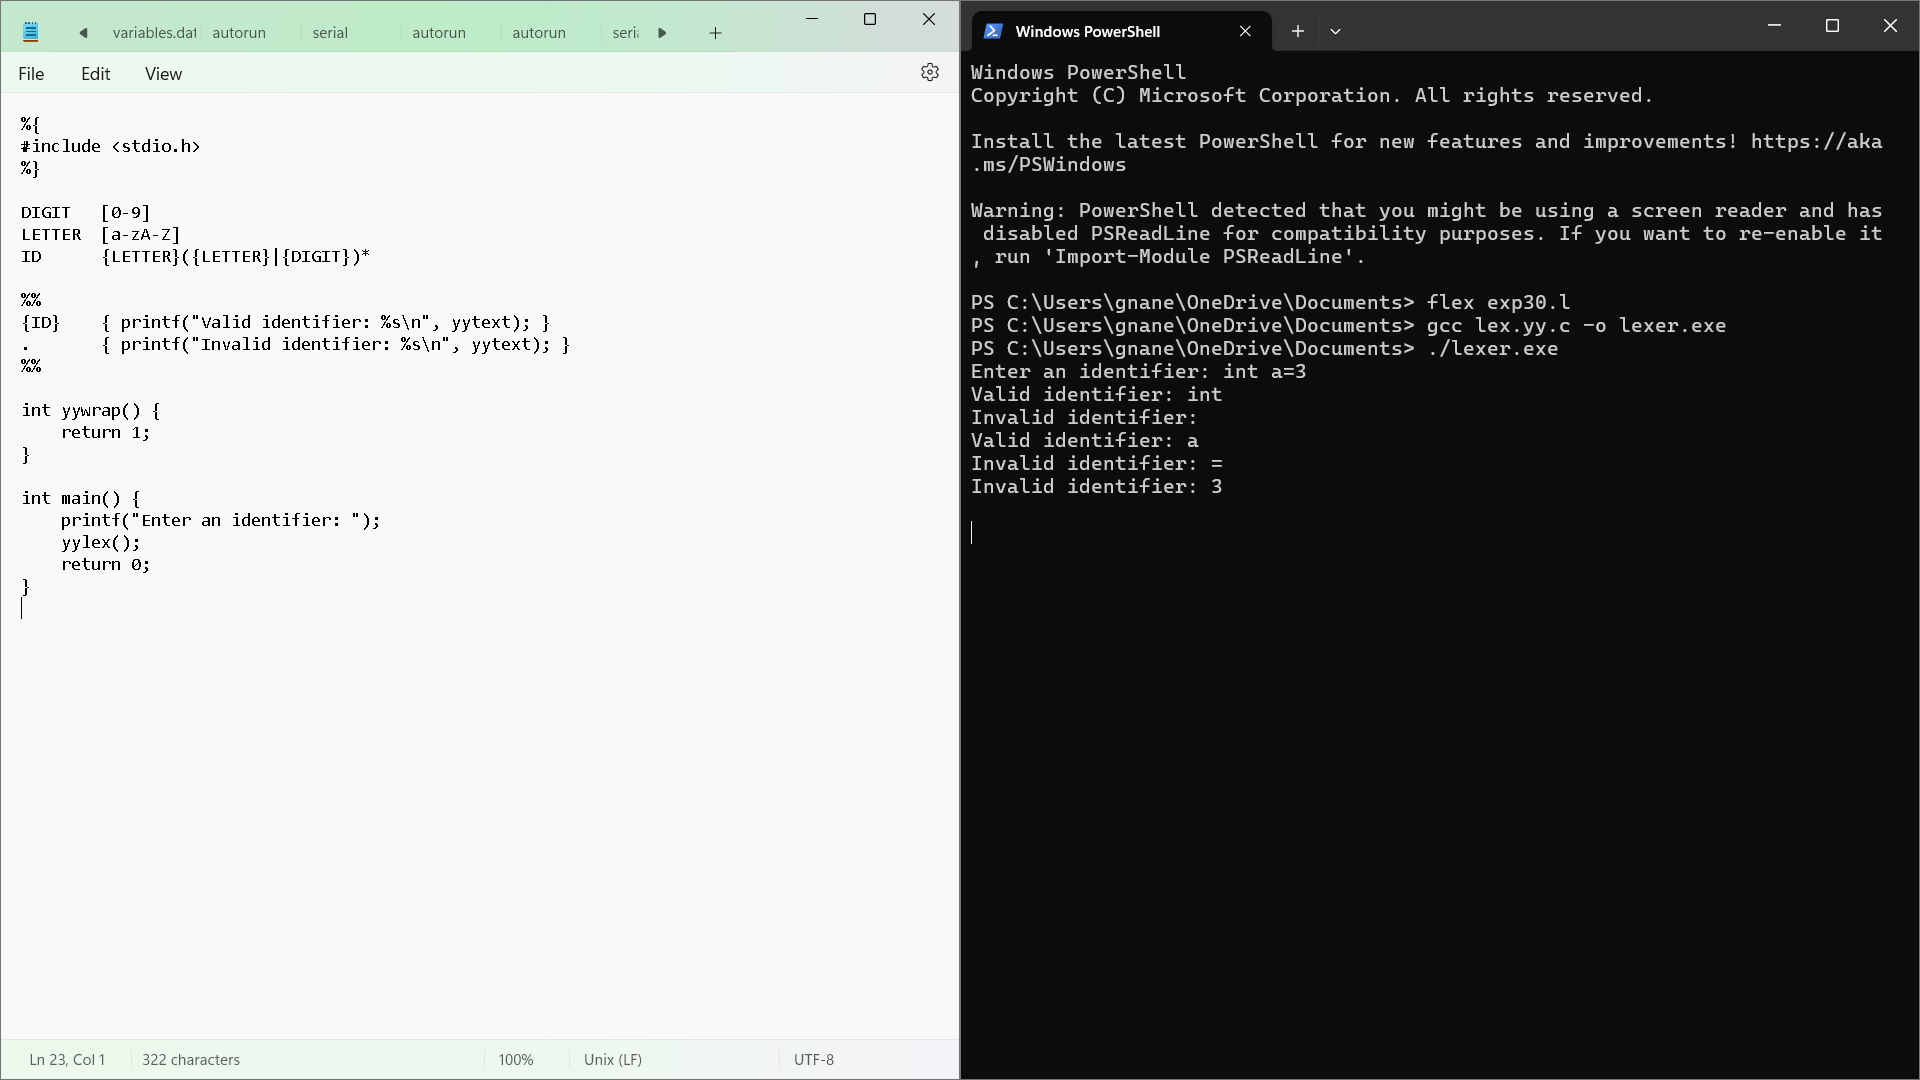 variables.dat autorun serial autorun autorun seri
File Edit View
%{
#include <stdio.h>
%}
DIGIT [0-9]
LETTER [a-zA-Z]
ID {LETTER}({LETTER}|{DIGIT})*
%%
{ID} { printf("Valid identifier: %s\n", yytext); }
. { printf("Invalid identifier: %s\n", yytext); }
%%
int yywrap() {
return 1;
}
int main() {
printf("Enter an identifier: ");
yylex();
return 0;
}
Ln 23, Col 1 322 characters 100% Unix (LF) UTF-8
Windows PowerShell
Windows PowerShell
Copyright (C) Microsoft Corporation. All rights reserved.
Install the latest PowerShell for new features and improvements! https://aka
.ms/PSWindows
Warning: PowerShell detected that you might be using a screen reader and has
disabled PSReadLine for compatibility purposes. If you want to re-enable it
, run 'Import-Module PSReadLine'.
PS C:\Users\gnane\OneDrive\Documents> flex exp30.l
PS C:\Users\gnane\OneDrive\Documents> gcc lex.yy.c -o lexer.exe
PS C:\Users\gnane\OneDrive\Documents> ./lexer.exe
Enter an identifier: int a=3
Valid identifier: int
Invalid identifier:
Valid identifier: a
Invalid identifier: =
Invalid identifier: 3